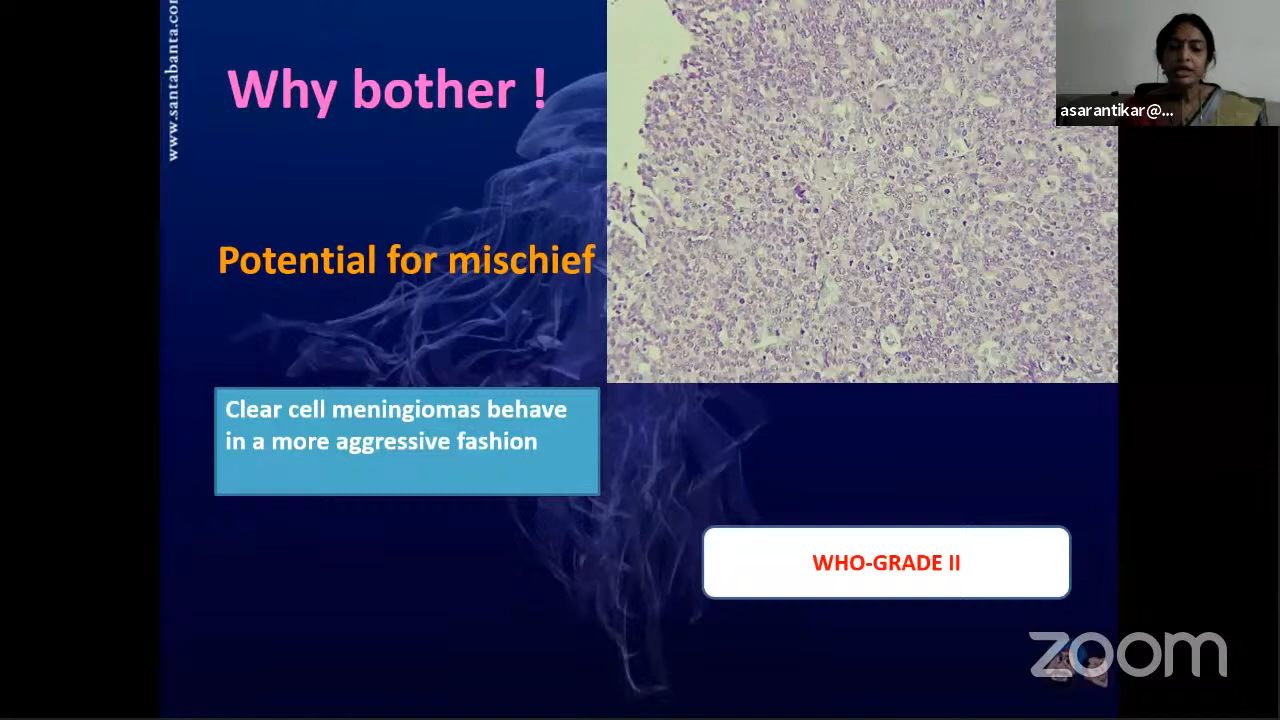 www.santabanta.com
Why bother !
asarantikar@...
Potential for mischief
Clear cell meningiomas behave
in a more aggressive fashion
WHO-GRADE II
zoom